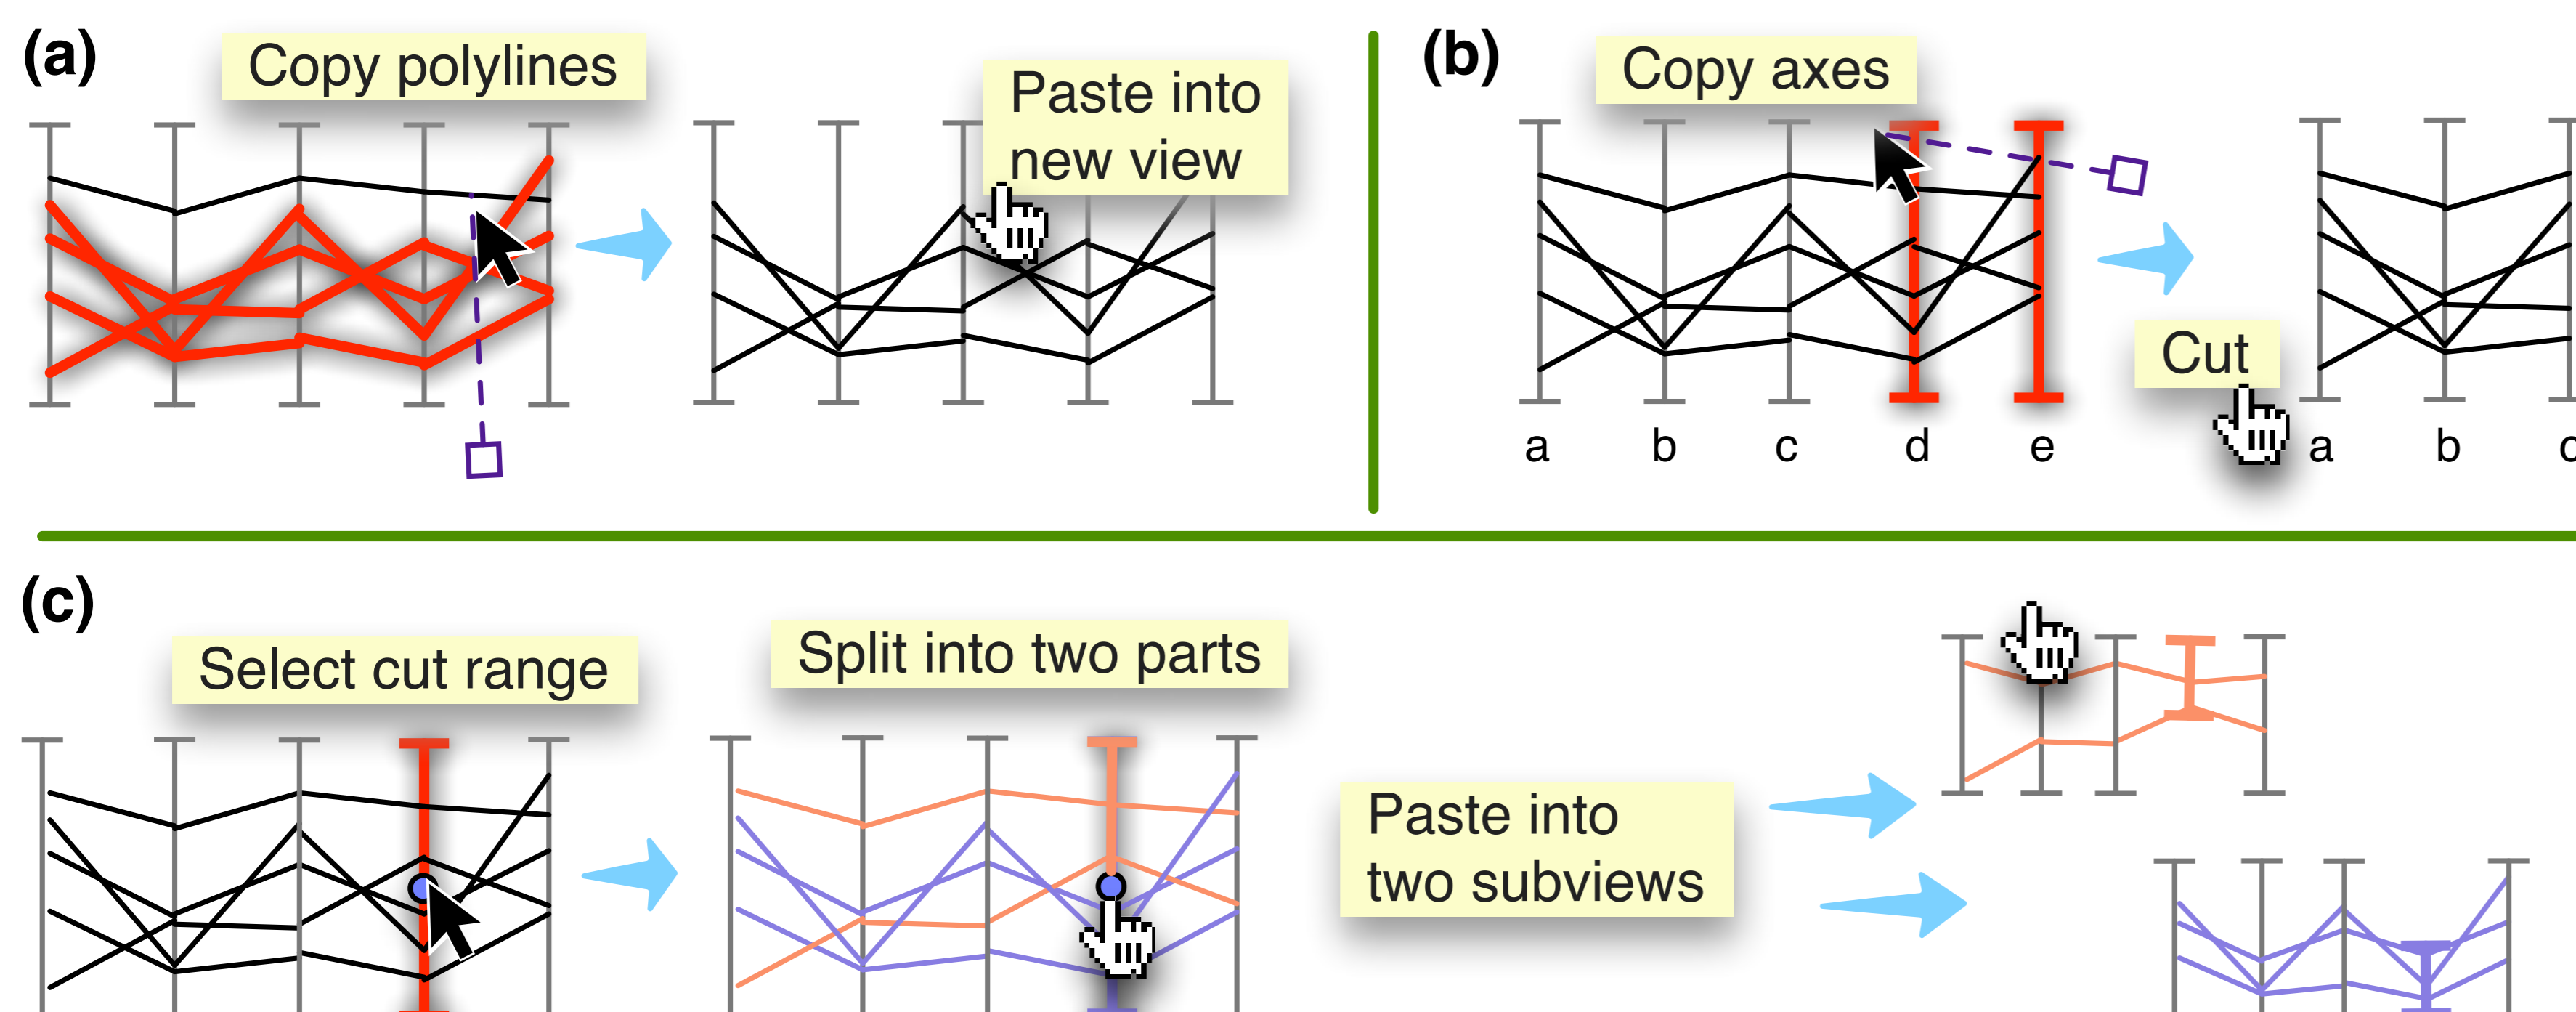 (a)
Copy polylines
Paste into
new view
(b)
Copy axes
a b c d e
Cut
a b
(c)
Select cut range
Split into two parts
Paste into
two subviews